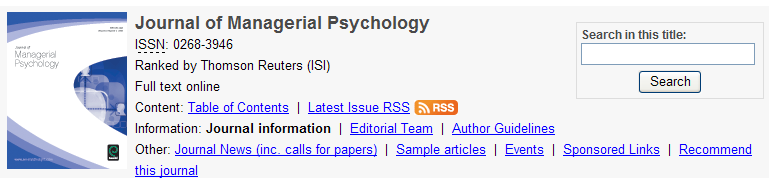 Journal of
Managerial
Psychology
Journal of Managerial Psychology
ISSN: 0268-3946
Ranked by Thomson Reuters (ISI)
Full text online
Content: Table of Contents | Latest Issue RSS RSS
Information: Journal information | Editorial Team | Author Guidelines
Other: Journal News (inc. calls for papers) | Sample articles | Events | Sponsored Links | Recommend
this journal
Search in this title:
Search